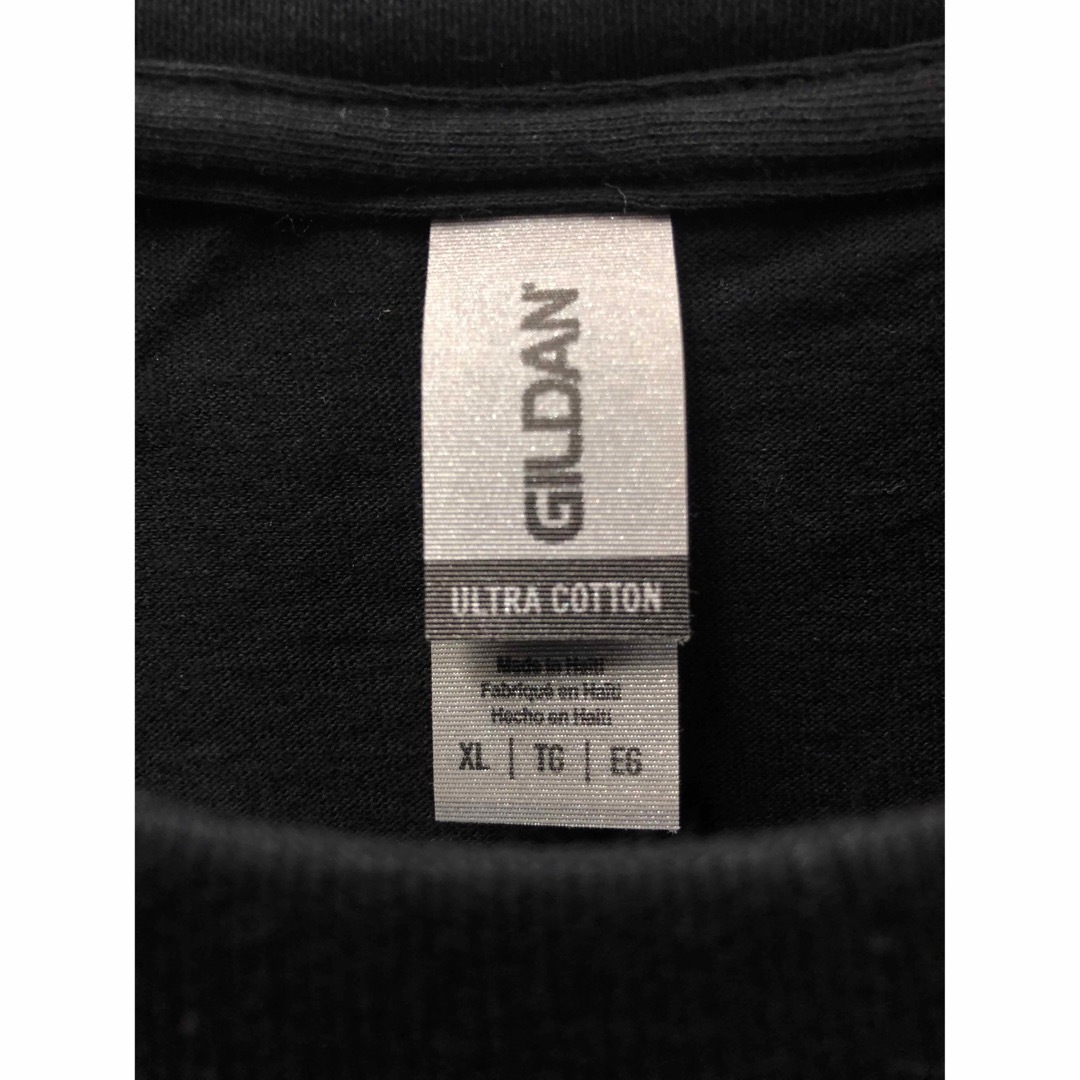 GILDAN
ULTRA COTTON
Made in Haiti
Fabriqué en Haïti
Hecho en Haití
XL | TG | EG